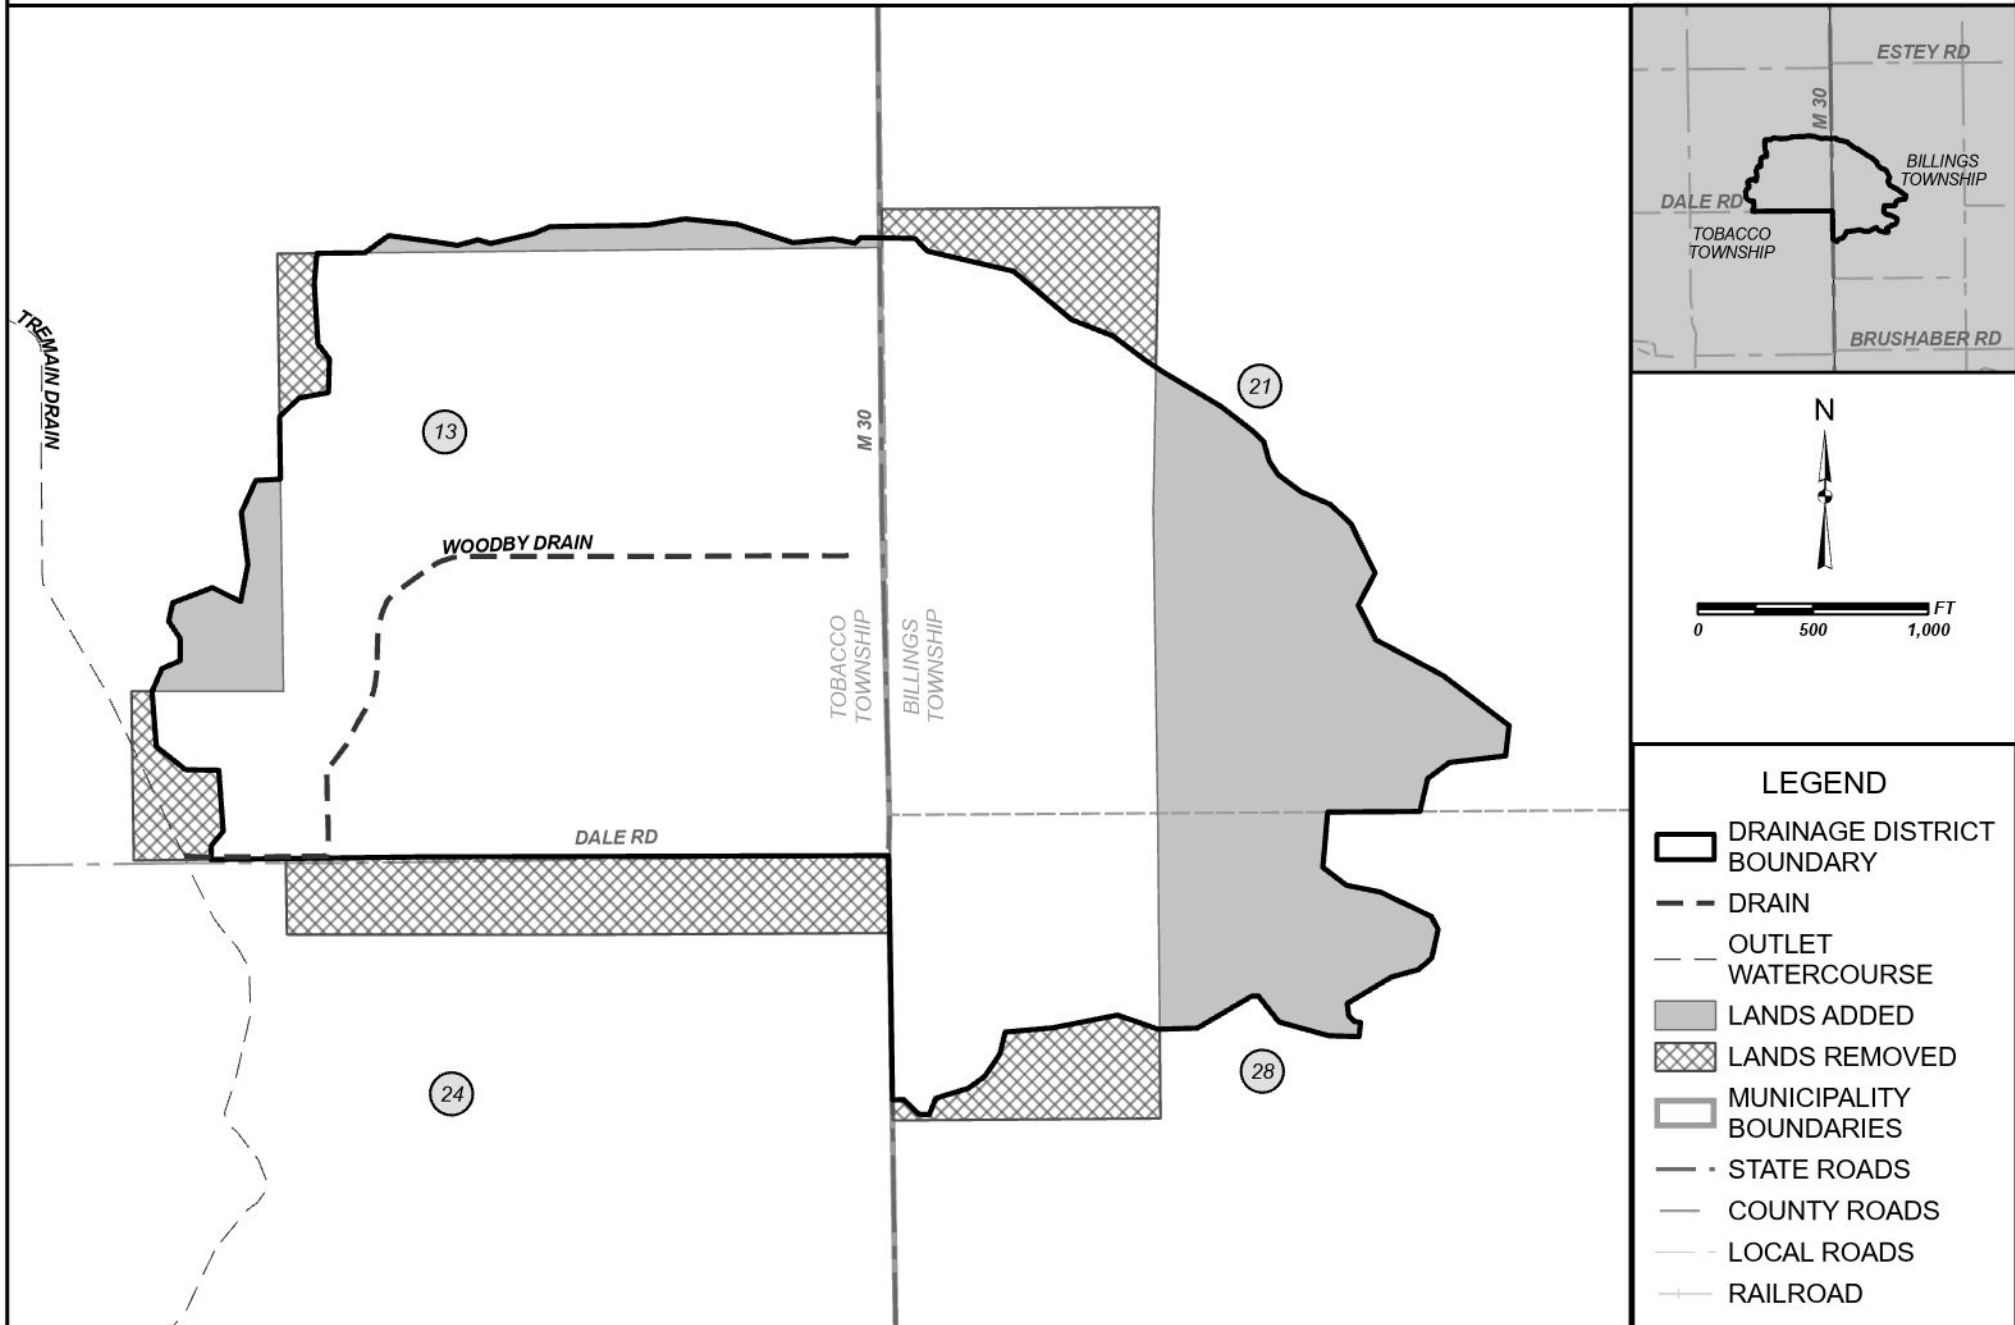 TREMAIN DRAIN
13
21
M 30
WOODBY DRAIN
TOBACCO
TOWNSHIP
BILLINGS
TOWNSHIP
DALE RD
24
28
ESTEY RD
M 30
BILLINGS
TOWNSHIP
DALE RD
TOBACCO
TOWNSHIP
BRUSHABER RD
N
FT
0 500 1,000
LEGEND
DRAINAGE DISTRICT
BOUNDARY
DRAIN
OUTLET
WATERCOURSE
LANDS ADDED
LANDS REMOVED
MUNICIPALITY
BOUNDARIES
STATE ROADS
COUNTY ROADS
LOCAL ROADS
RAILROAD